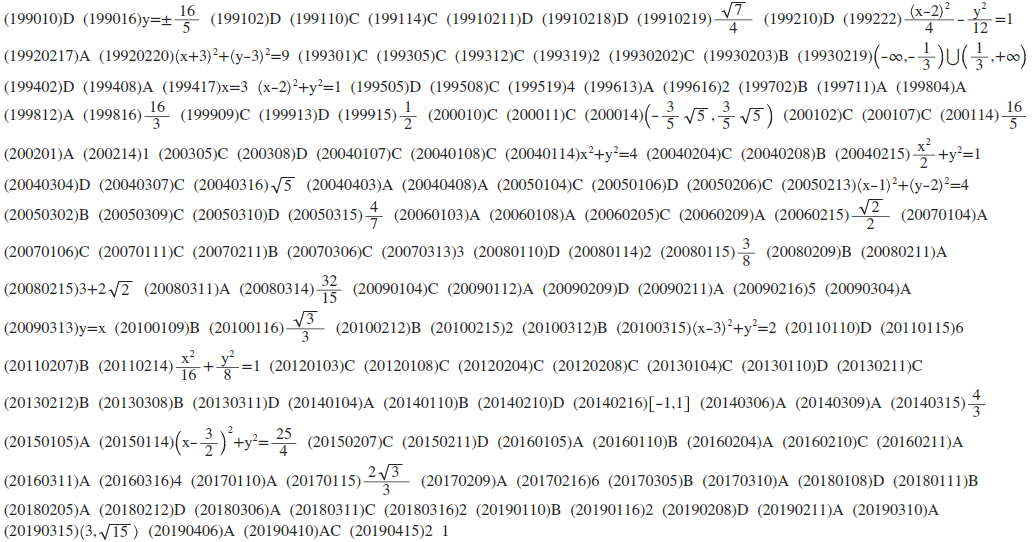 (199010)D (199016)y=±16/5 (199102)D (199110)C (199114)C (19910211)D (19910218)D (19910219)√7/4 (199210)D (199222)(x-2)²/4-y²/12=1
(19920217)A (19920220)(x+3)²+(y-3)²=9 (199301)C (199305)C (199312)C (199319)2 (19930202)C (19930203)B (19930219)(-∞,-1/3)∪(1/3,+∞)
(199402)D (199408)A (199417)x=3 (x-2)²+y²=1 (199505)D (199508)C (199519)4 (199613)A (199616)2 (199702)B (199711)A (199804)A
(199812)A (199816)16/3 (199909)C (199913)D (199915)1/2 (200010)C (200011)C (200014)(-3/5√5,3/5√5) (200102)C (200107)C (200114)16/5
(200201)A (200214)1 (200305)C (200308)D (20040107)C (20040108)C (20040114)x²+y²=4 (20040204)C (20040208)B (20040215)x²/2+y²=1
(20040304)D (20040307)C (20040316)√5 (20040403)A (20040408)A (20050104)C (20050106)D (20050206)C (20050213)(x-1)²+(y-2)²=4
(20050302)B (20050309)C (20050310)D (20050315)4/7 (20060103)A (20060108)A (20060205)C (20060209)A (20060215)√2/2 (20070104)A
(20070106)C (20070111)C (20070211)B (20070306)C (20070313)3 (20080110)D (20080114)2 (20080115)3/8 (20080209)B (20080211)A
(20080215)3+2√2 (20080311)A (20080314)32/15 (20090104)C (20090112)A (20090209)D (20090211)A (20090216)5 (20090304)A
(20090313)y=x (20100109)B (20100116)√3/3 (20100212)B (20100215)2 (20100312)B (20100315)(x-3)²+y²=2 (20110110)D (20110115)6
(20110207)B (20110214)x²/16+y²/8=1 (20120103)C (20120108)C (20120204)C (20120208)C (20130104)C (20130110)D (20130211)C
(20130212)B (20130308)B (20130311)D (20140104)A (20140110)B (20140210)D (20140216)[-1,1] (20140306)A (20140309)A (20140315)4/3
(20150105)A (20150114)(x-3/2)²+y²=25/4 (20150207)C (20150211)D (20160105)A (20160110)B (20160204)A (20160210)C (20160211)A
(20160311)A (20160316)4 (20170110)A (20170115)2√3/3 (20170209)A (20170216)6 (20170305)B (20170310)A (20180108)D (20180111)B
(20180205)A (20180212)D (20180306)A (20180311)C (20180316)2 (20190110)B (20190116)2 (20190208)D (20190211)A (20190310)A
(20190315)(3,√15) (20190406)A (20190410)AC (20190415)2 1